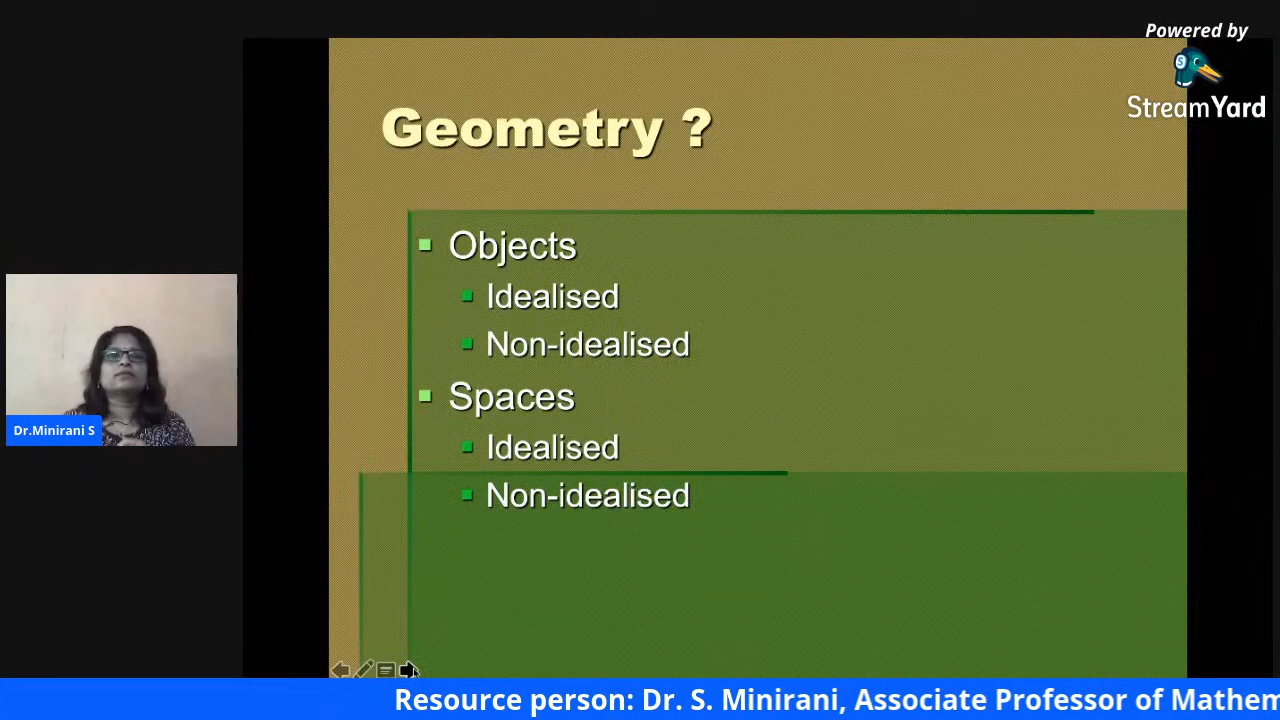 Powered by
StreamYard
Geometry ?
Objects
Idealised
Non-idealised
Spaces
Idealised
Non-idealised
Dr.Minirani S
Resource person: Dr. S. Minirani, Associate Professor of Mathem